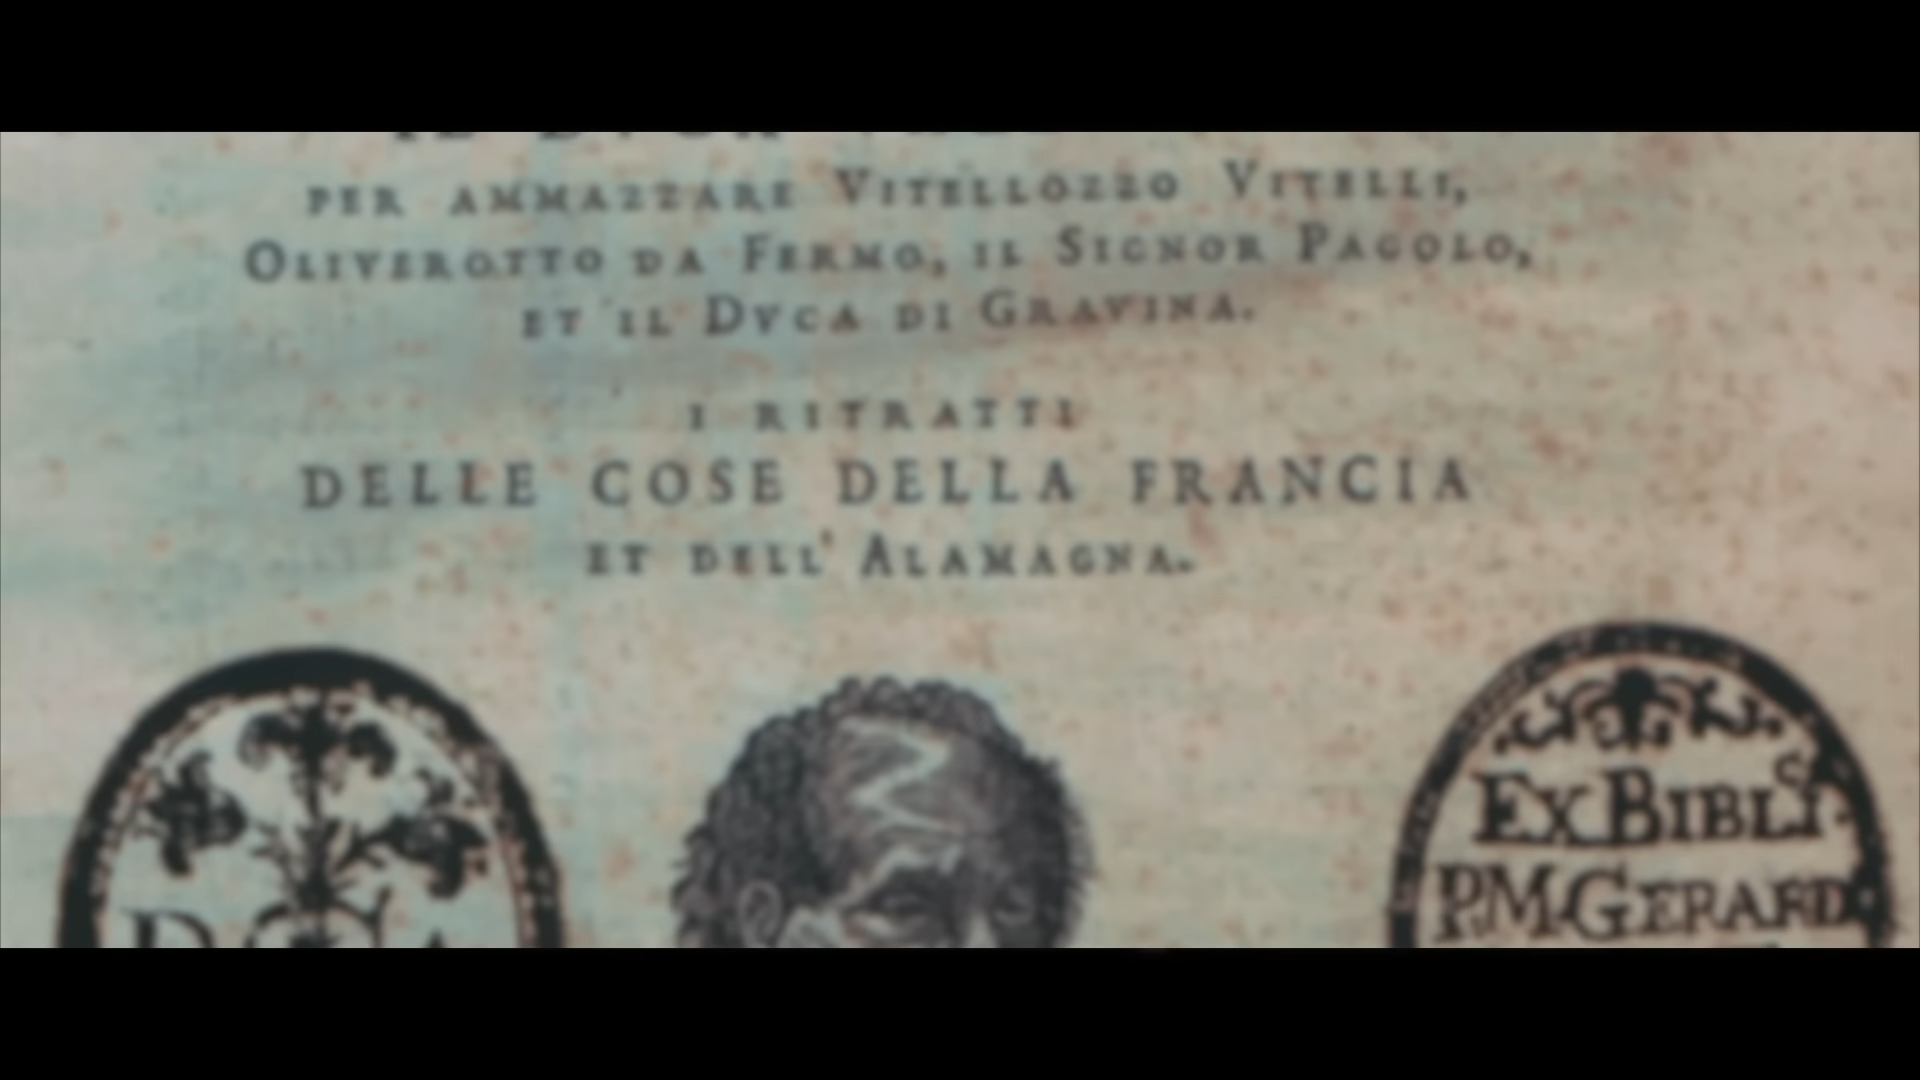 PER AMMAZZARE VITELLOZZO VITELLI,
OLIVEROTTO DA FERMO, IL SIGNOR PAGOLO,
ET IL DVCA DI GRAVINA.
I RITRATTI
DELLE COSE DELLA FRANCIA
ET DELL' ALAMAGNA.
EX BIBLS
P.M. GERARD